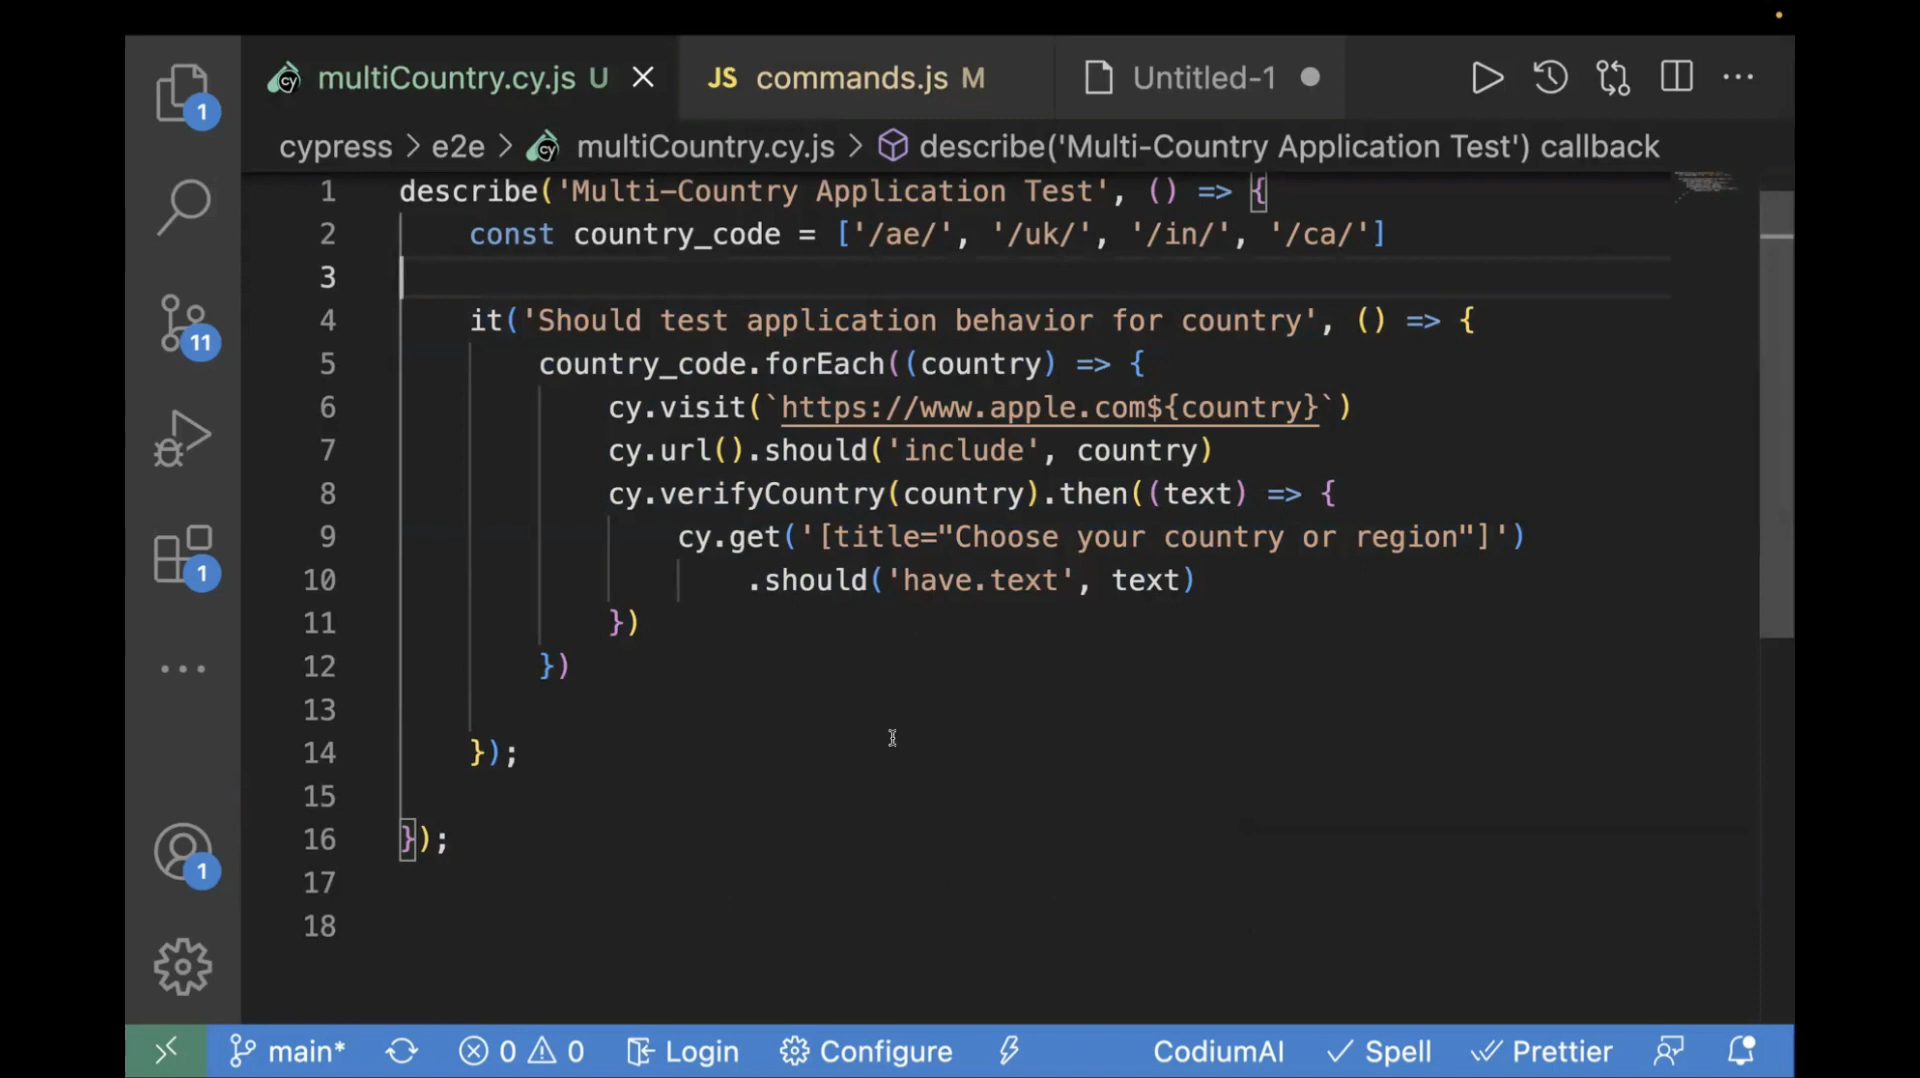 multiCountry.cy.js U
JS commands.js M
Untitled-1
cypress > e2e > multiCountry.cy.js > describe('Multi-Country Application Test') callback
1 describe('Multi-Country Application Test', () => {
2 const country_code = ['/ae/', '/uk/', '/in/', '/ca/']
3
4 it('Should test application behavior for country', () => {
5 country_code.forEach((country) => {
6 cy.visit(`https://www.apple.com${country}`)
7 cy.url().should('include', country)
8 cy.verifyCountry(country).then((text) => {
9 cy.get('[title="Choose your country or region"]')
10 .should('have.text', text)
11 })
12 })
13
14 });
15
16 });
17
18
1
11
1
1
main* 0 0 Login Configure CodiumAI Spell Prettier